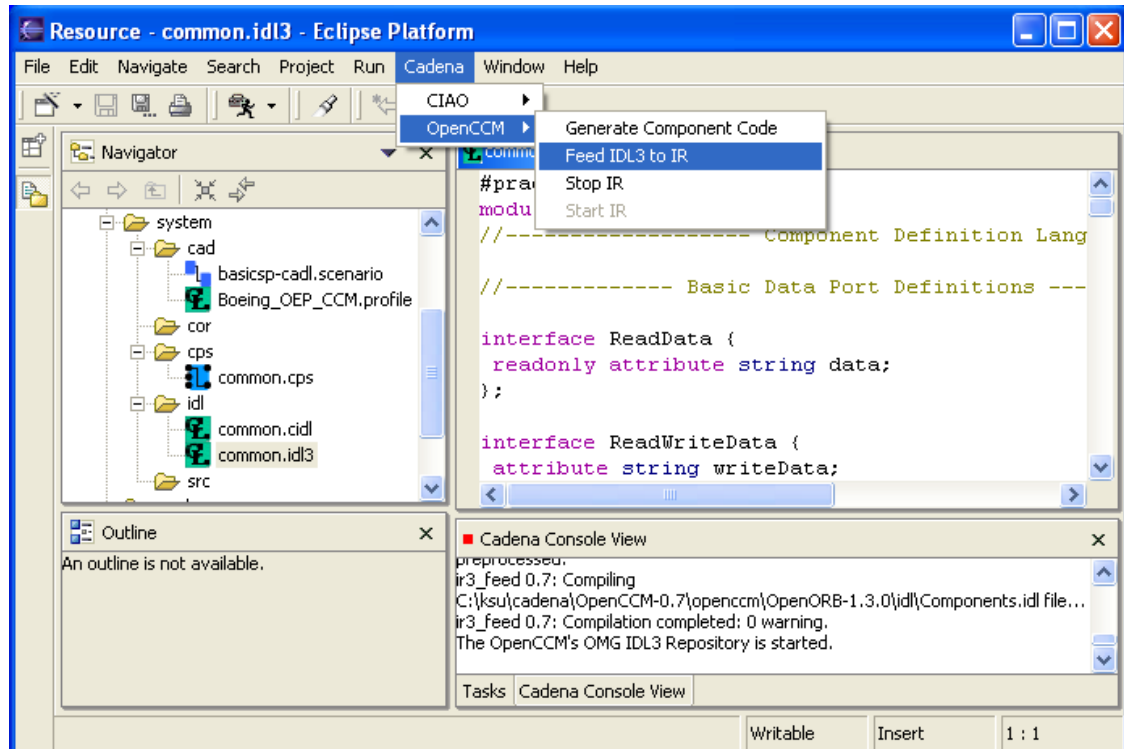 Resource - common.idl3 - Eclipse Platform
File Edit Navigate Search Project Run Cadena Window Help
CIAO
OpenCCM
Generate Component Code
Feed IDL3 to IR
Stop IR
Start IR
Navigator
system
cad
basicsp-cadl.scenario
Boeing_OEP_CCM.profile
cor
cps
common.cps
idl
common.cidl
common.idl3
src
#pra
modu
//-------------------- Component Definition Lang
//------------- Basic Data Port Definitions ---
interface ReadData {
readonly attribute string data;
};
interface ReadWriteData {
attribute string writeData;
Outline
An outline is not available.
Cadena Console View
preprocessed.
ir3_feed 0.7: Compiling
C:\ksu\cadena\OpenCCM-0.7\openccm\OpenORB-1.3.0\idl\Components.idl file...
ir3_feed 0.7: Compilation completed: 0 warning.
The OpenCCM's OMG IDL3 Repository is started.
Tasks Cadena Console View
Writable Insert 1 : 1